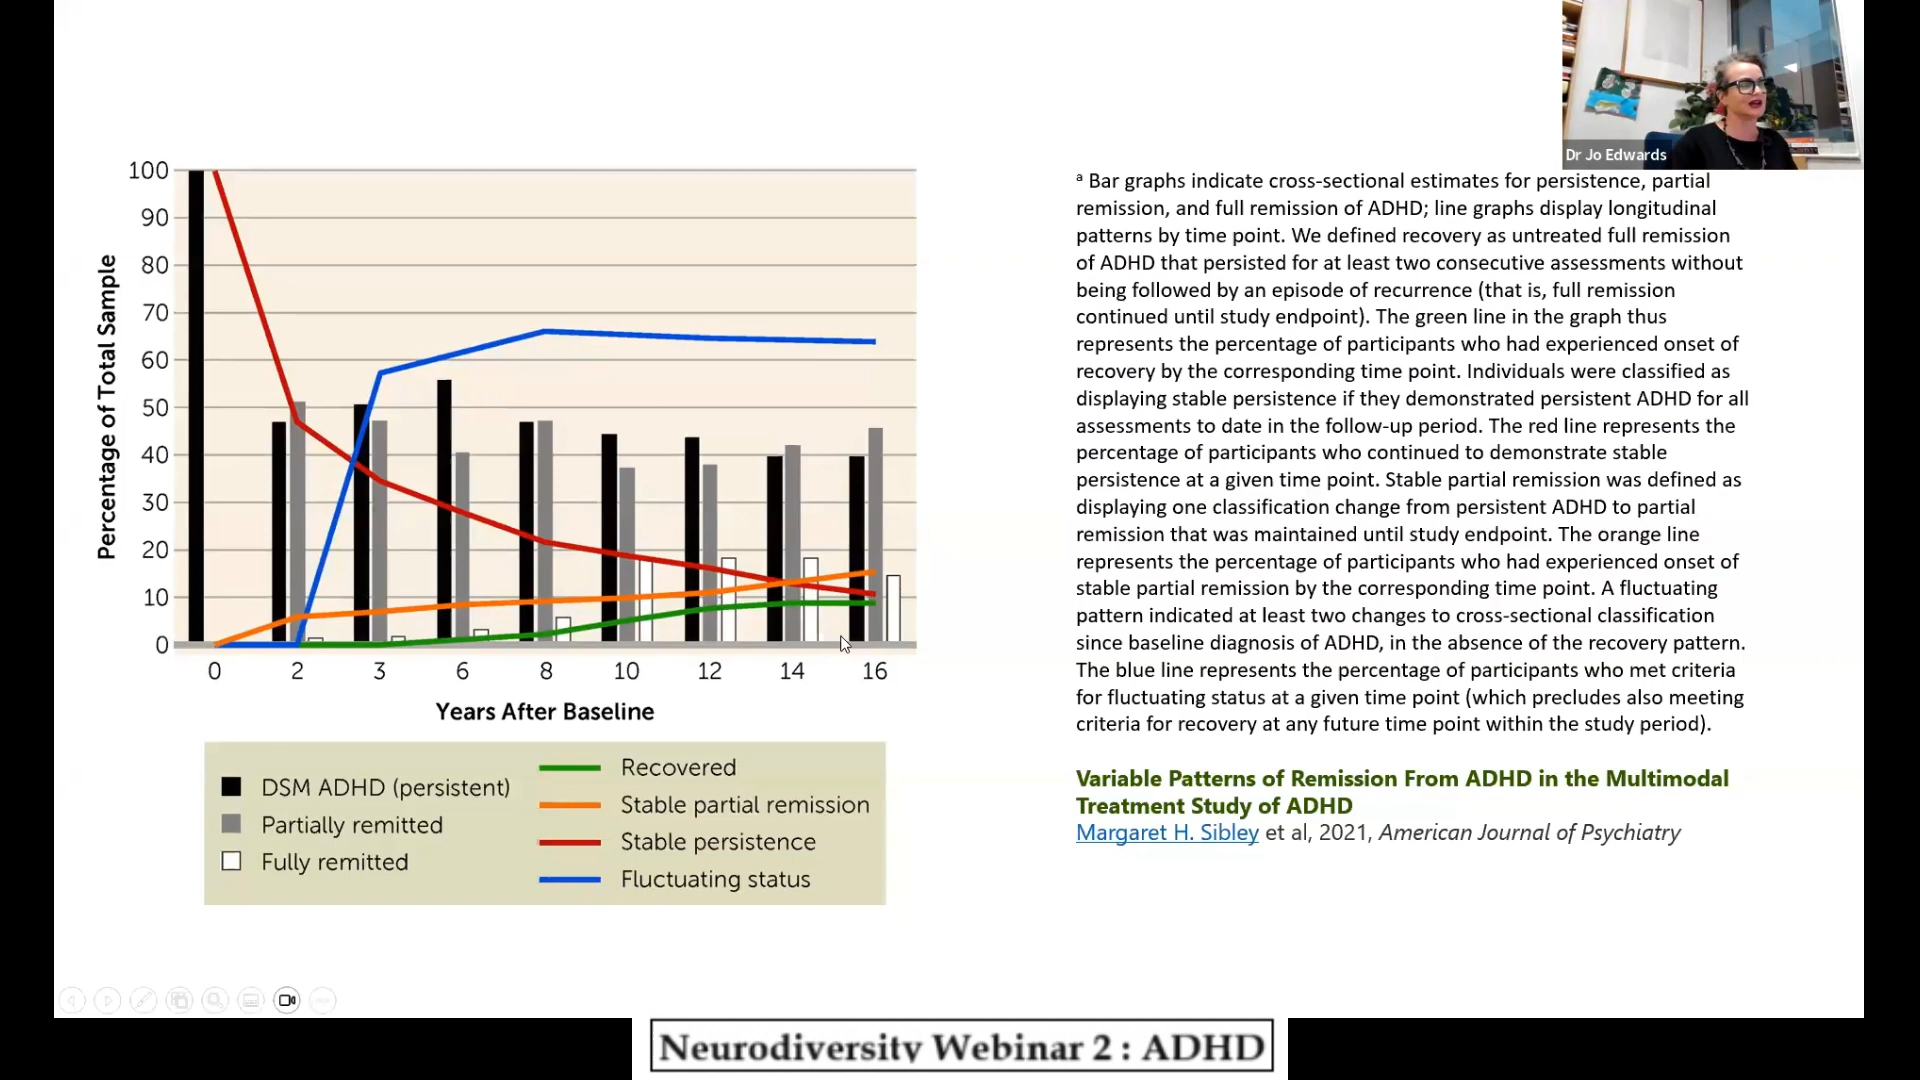 Dr Jo Edwards
100
90
80
70
60
50
40
30
20
10
0
Percentage of Total Sample
0 2 3 6 8 10 12 14 16
Years After Baseline
DSM ADHD (persistent)
Partially remitted
Fully remitted
Recovered
Stable partial remission
Stable persistence
Fluctuating status
ᵃ Bar graphs indicate cross-sectional estimates for persistence, partial
remission, and full remission of ADHD; line graphs display longitudinal
patterns by time point. We defined recovery as untreated full remission
of ADHD that persisted for at least two consecutive assessments without
being followed by an episode of recurrence (that is, full remission
continued until study endpoint). The green line in the graph thus
represents the percentage of participants who had experienced onset of
recovery by the corresponding time point. Individuals were classified as
displaying stable persistence if they demonstrated persistent ADHD for all
assessments to date in the follow-up period. The red line represents the
percentage of participants who continued to demonstrate stable
persistence at a given time point. Stable partial remission was defined as
displaying one classification change from persistent ADHD to partial
remission that was maintained until study endpoint. The orange line
represents the percentage of participants who had experienced onset of
stable partial remission by the corresponding time point. A fluctuating
pattern indicated at least two changes to cross-sectional classification
since baseline diagnosis of ADHD, in the absence of the recovery pattern.
The blue line represents the percentage of participants who met criteria
for fluctuating status at a given time point (which precludes also meeting
criteria for recovery at any future time point within the study period).
Variable Patterns of Remission From ADHD in the Multimodal
Treatment Study of ADHD
Margaret H. Sibley et al, 2021, American Journal of Psychiatry
Neurodiversity Webinar 2 : ADHD